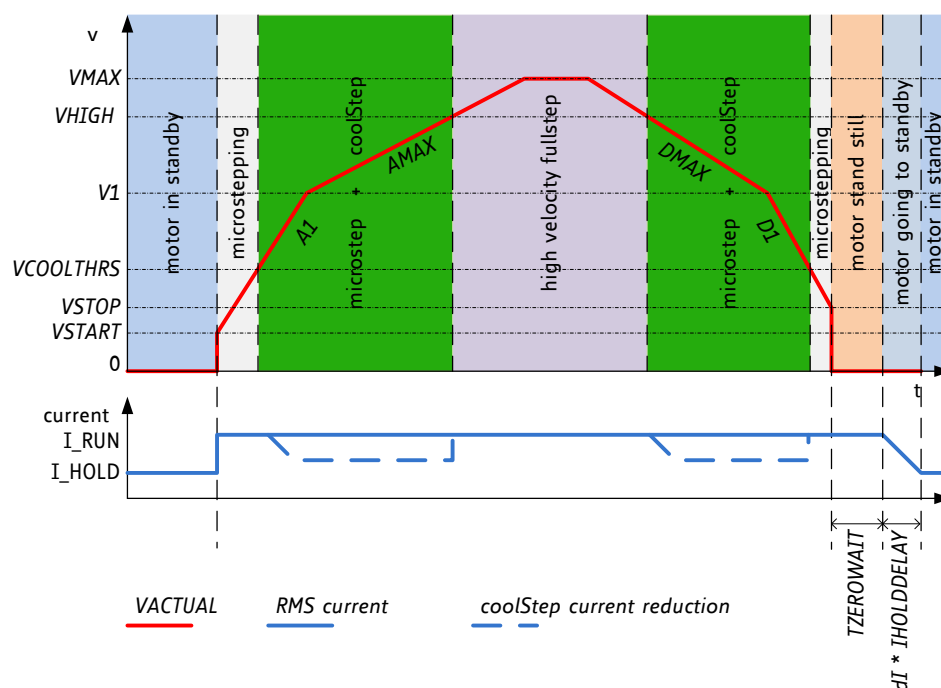 v
VMAX
VHIGH
V1
VCOOLTHRS
VSTOP
VSTART
0
motor in standby
microstepping
microstep + coolStep
high velocity fullstep
microstep + coolStep
microstepping
motor stand still
motor going to standby
motor in standby
A1
AMAX
DMAX
D1
t
current
I_RUN
I_HOLD
TZEROWAIT
dI * IHOLDDELAY
VACTUAL
RMS current
coolStep current reduction